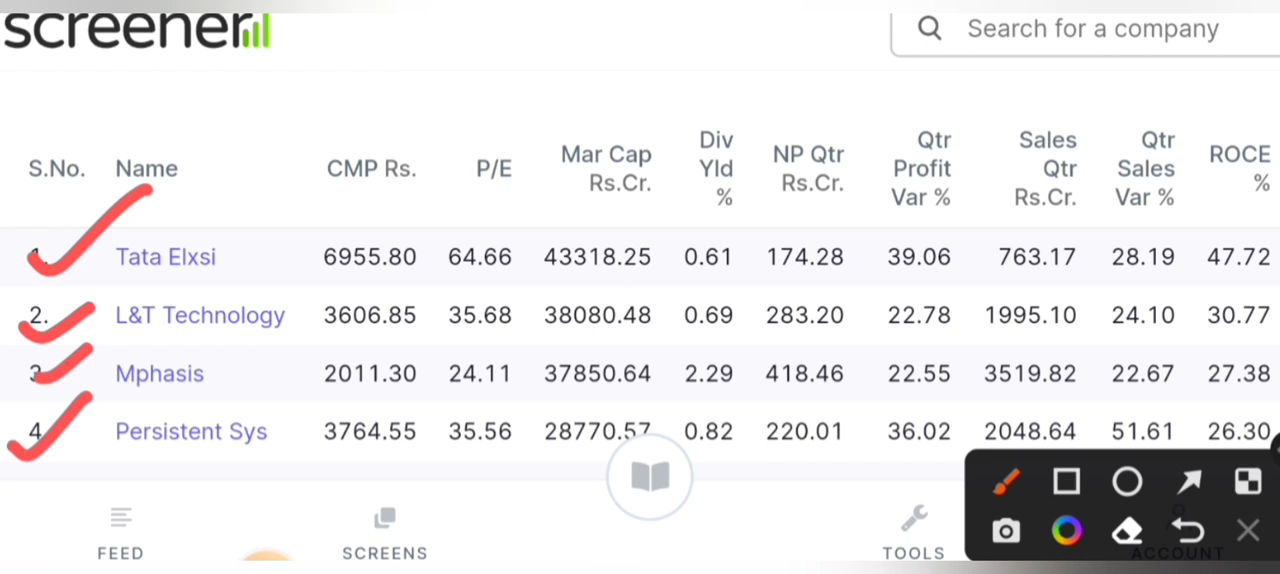 screener
Search for a company
S.No. Name CMP Rs. P/E Mar Cap Rs.Cr. Div Yld % NP Qtr Rs.Cr. Qtr Profit Var % Sales Qtr Rs.Cr. Qtr Sales Var % ROCE %
1. Tata Elxsi 6955.80 64.66 43318.25 0.61 174.28 39.06 763.17 28.19 47.72
2. L&T Technology 3606.85 35.68 38080.48 0.69 283.20 22.78 1995.10 24.10 30.77
3. Mphasis 2011.30 24.11 37850.64 2.29 418.46 22.55 3519.82 22.67 27.38
4. Persistent Sys 3764.55 35.56 28770.57 0.82 220.01 36.02 2048.64 51.61 26.30
FEED SCREENS TOOLS ACCOUNT